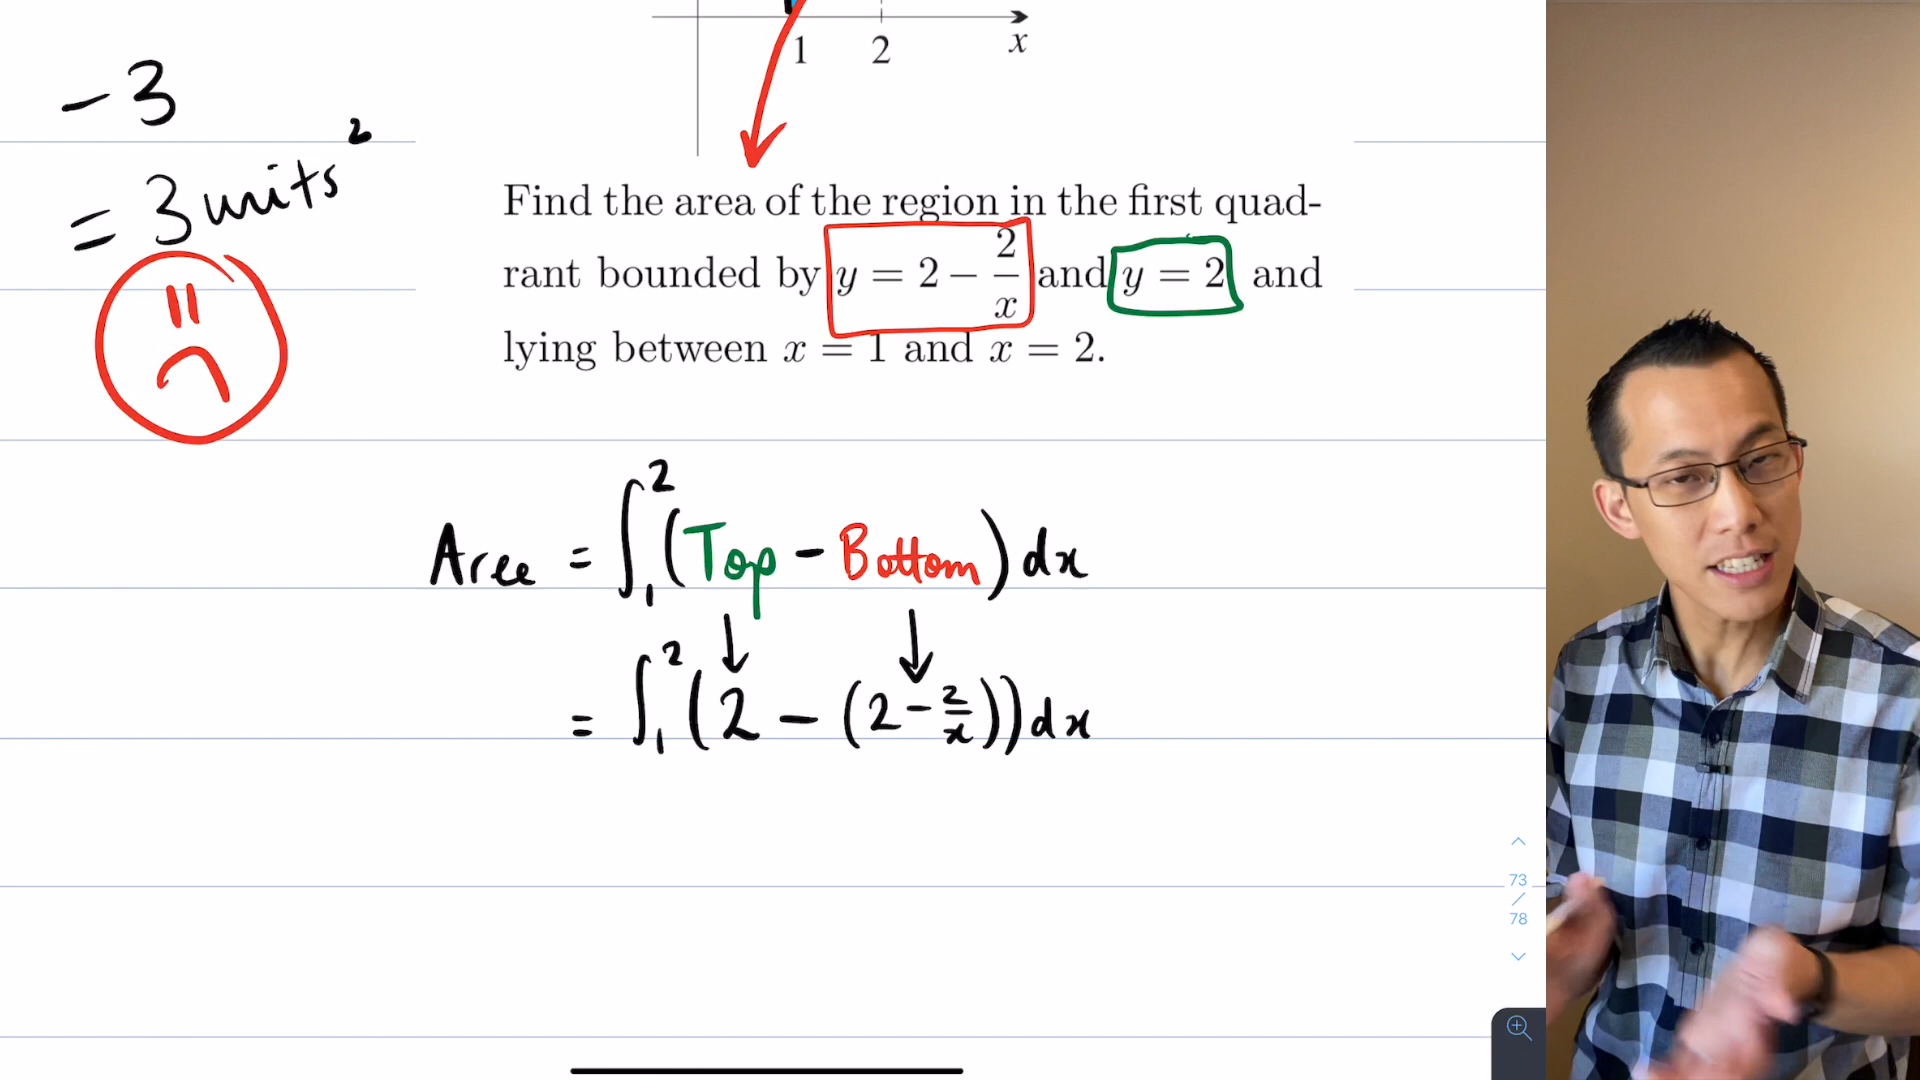 1 2 x
-3
= 3 units²
Find the area of the region in the first quad-
rant bounded by y = 2 − 2/x and y = 2 and
lying between x = 1 and x = 2.
Area = ∫₁² (Top − Bottom) dx
= ∫₁² (2 − (2 − 2/x)) dx
73
/
78